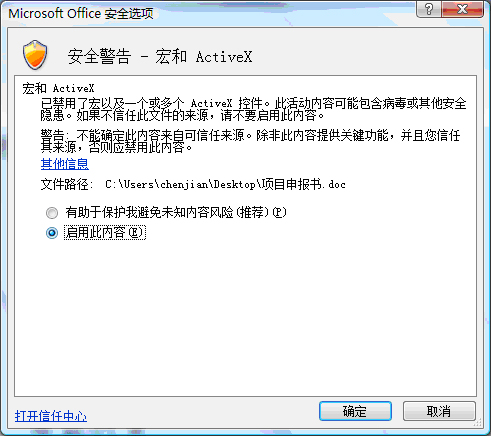 Microsoft Office 安全选项
安全警告 - 宏和 ActiveX
宏和 ActiveX
已禁用了宏以及一个或多个 ActiveX 控件。此活动内容可能包含病毒或其他安全
隐患。如果不信任此文件的来源，请不要启用此内容。
警告: 不能确定此内容来自可信任来源。除非此内容提供关键功能，并且您信任
其来源，否则应禁用此内容。
其他信息
文件路径: C:\Users\chenjian\Desktop\项目申报书.doc
有助于保护我避免未知内容风险(推荐)(P)
启用此内容(E)
打开信任中心
确定
取消